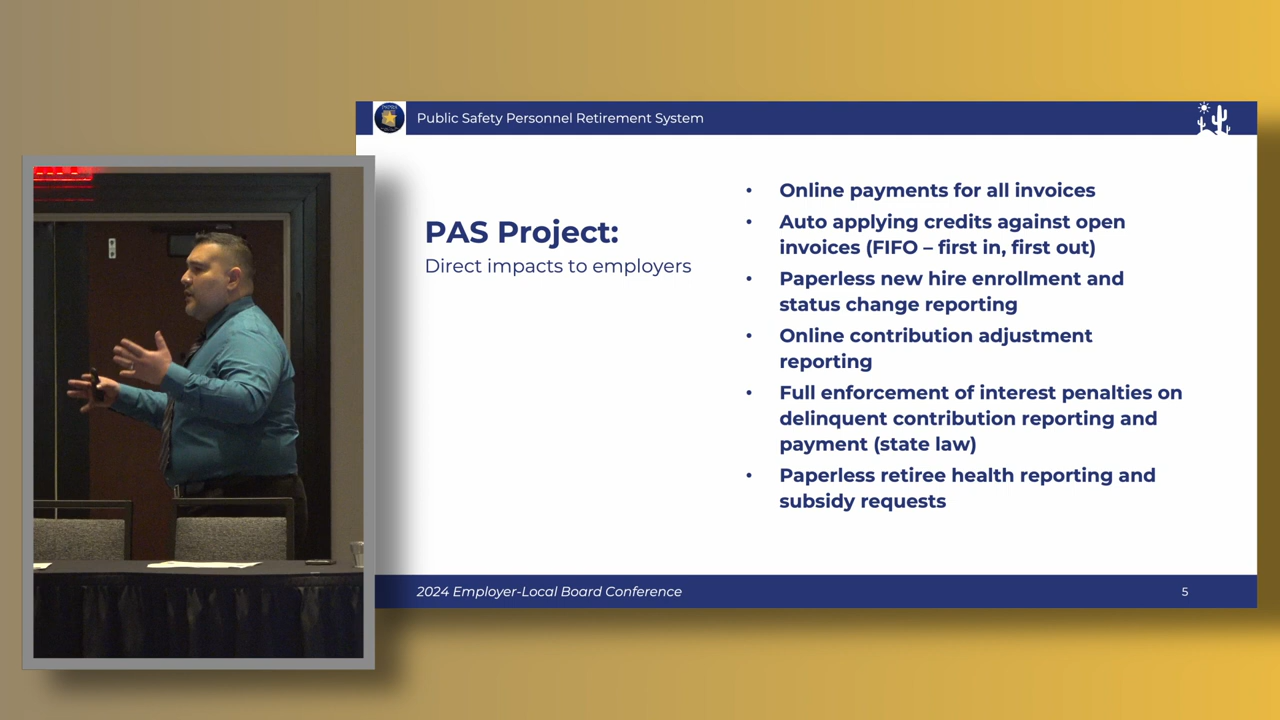 Public Safety Personnel Retirement System
PAS Project:
Direct impacts to employers
• Online payments for all invoices
• Auto applying credits against open
invoices (FIFO – first in, first out)
• Paperless new hire enrollment and
status change reporting
• Online contribution adjustment
reporting
• Full enforcement of interest penalties on
delinquent contribution reporting and
payment (state law)
• Paperless retiree health reporting and
subsidy requests
2024 Employer-Local Board Conference
5